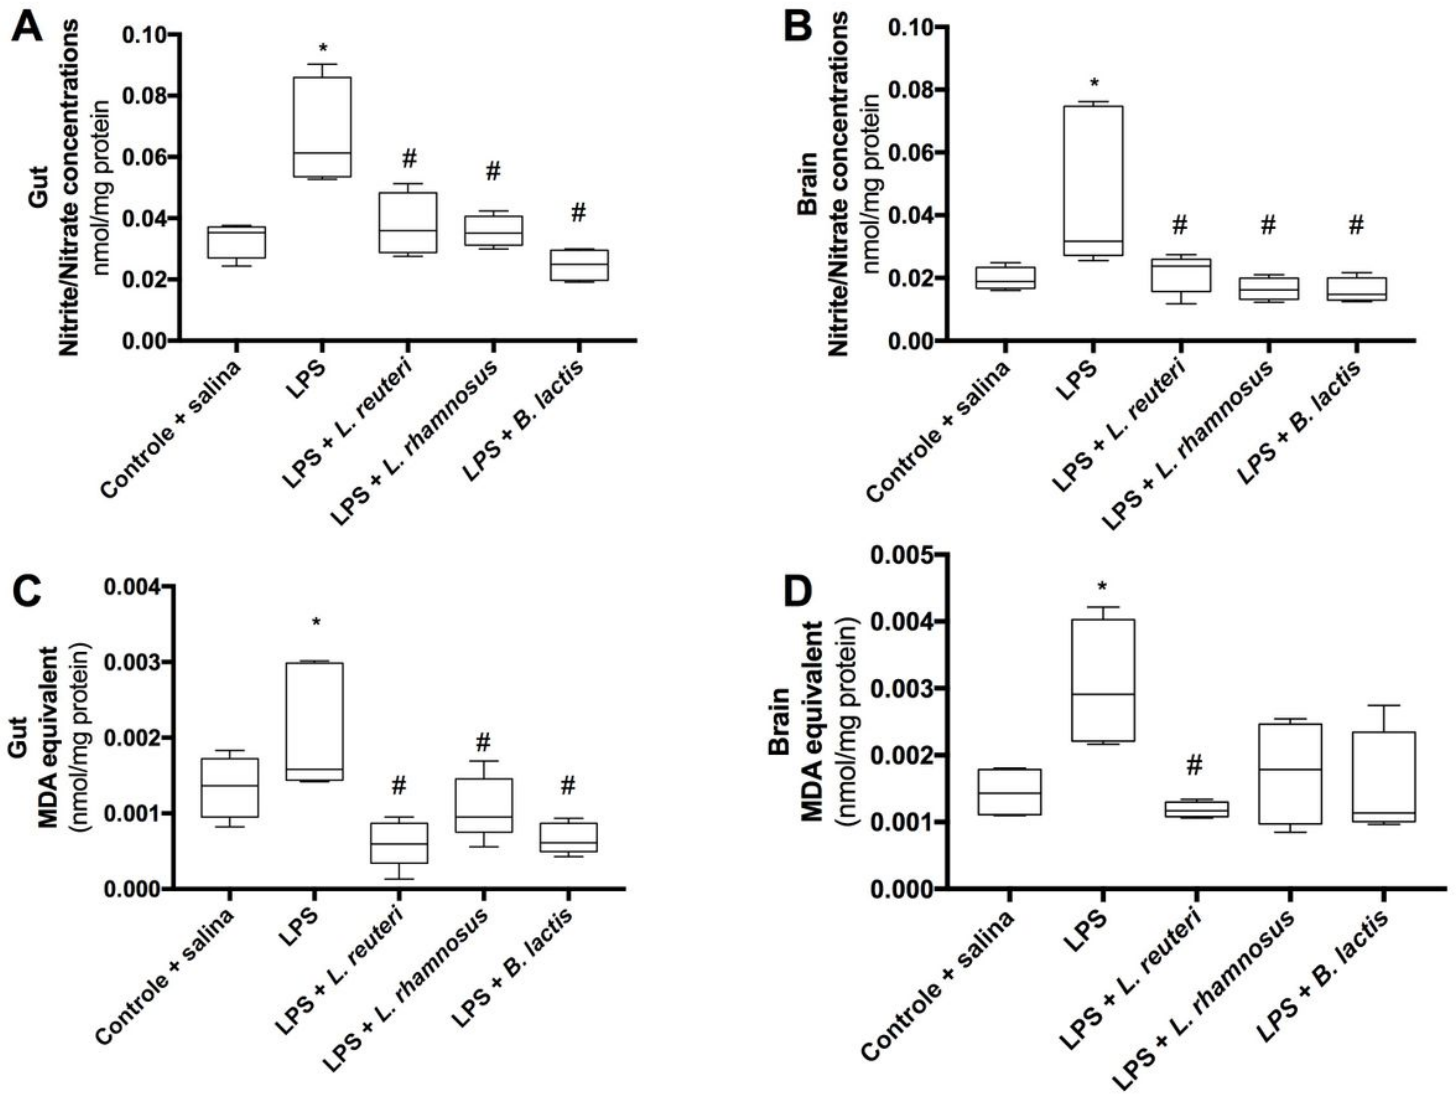 A
Gut
Nitrite/Nitrate concentrations
nmol/mg protein
0.10
0.08
0.06
0.04
0.02
0.00
*
#
#
#
Controle + salina
LPS
LPS + L. reuteri
LPS + L. rhamnosus
LPS + B. lactis
B
Brain
Nitrite/Nitrate concentrations
nmol/mg protein
0.10
0.08
0.06
0.04
0.02
0.00
*
#
#
#
Controle + salina
LPS
LPS + L. reuteri
LPS + L. rhamnosus
LPS + B. lactis
C
Gut
MDA equivalent
(nmol/mg protein)
0.004
0.003
0.002
0.001
0.000
*
#
#
#
Controle + salina
LPS
LPS + L. reuteri
LPS + L. rhamnosus
LPS + B. lactis
D
Brain
MDA equivalent
(nmol/mg protein)
0.005
0.004
0.003
0.002
0.001
0.000
*
#
Controle + salina
LPS
LPS + L. reuteri
LPS + L. rhamnosus
LPS + B. lactis